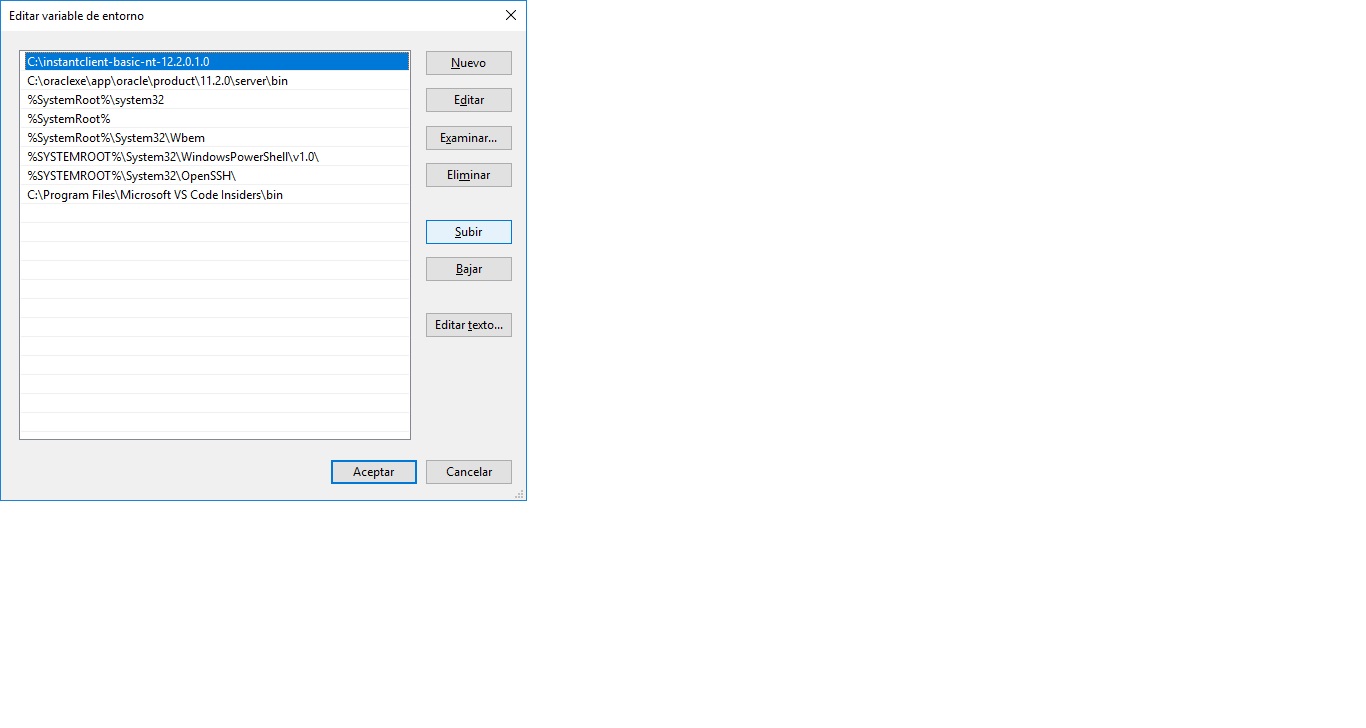 Editar variable de entorno
C:\instantclient-basic-nt-12.2.0.1.0
C:\oraclexe\app\oracle\product\11.2.0\server\bin
%SystemRoot%\system32
%SystemRoot%
%SystemRoot%\System32\Wbem
%SYSTEMROOT%\System32\WindowsPowerShell\v1.0\
%SYSTEMROOT%\System32\OpenSSH\
C:\Program Files\Microsoft VS Code Insiders\bin
Nuevo
Editar
Examinar...
Eliminar
Subir
Bajar
Editar texto...
Aceptar
Cancelar